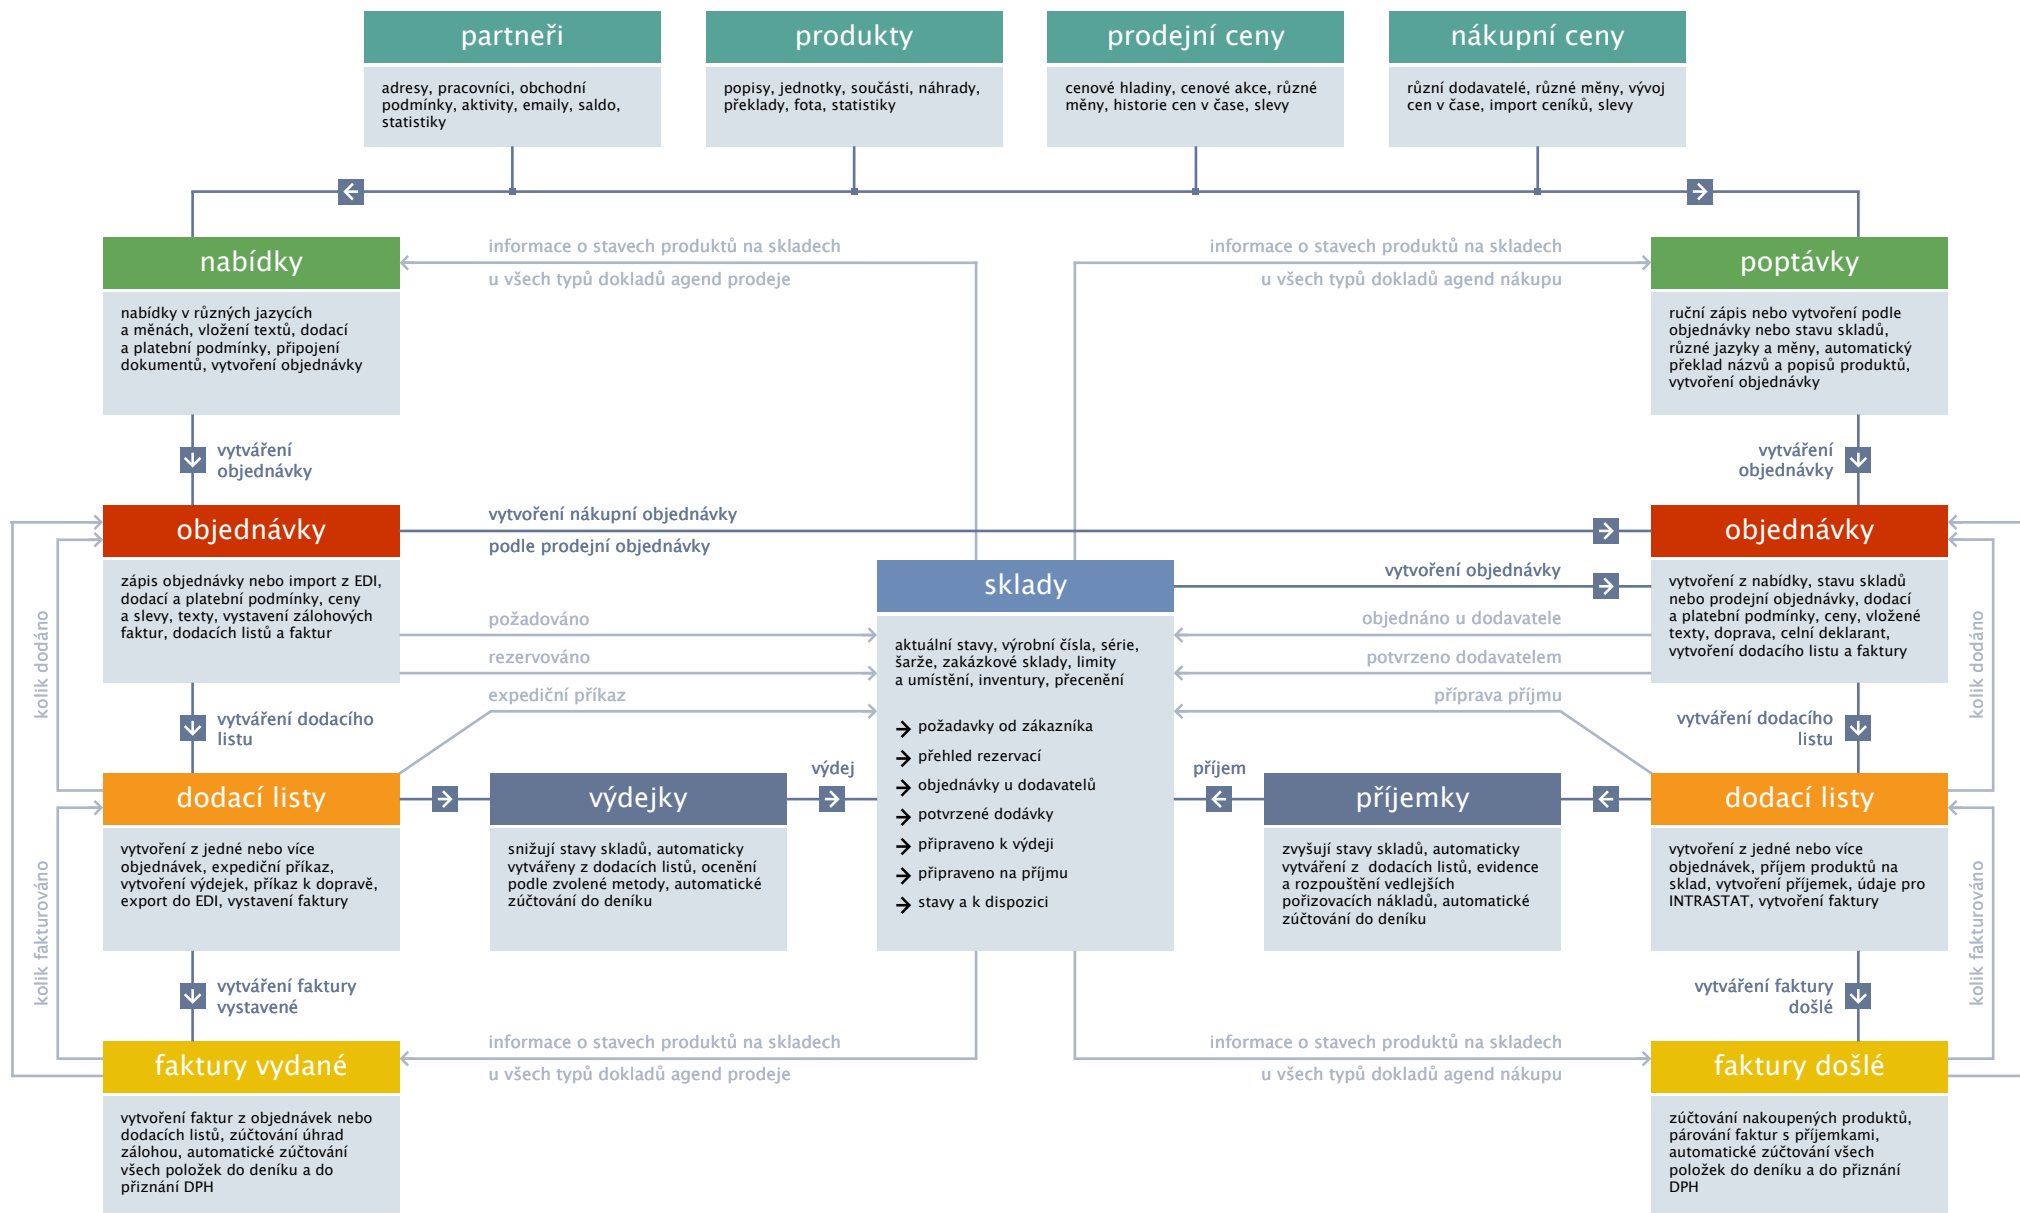 partneři
adresy, pracovníci, obchodní
podmínky, aktivity, emaily, saldo,
statistiky
produkty
popisy, jednotky, součásti, náhrady,
překlady, fota, statistiky
prodejní ceny
cenové hladiny, cenové akce, různé
měny, historie cen v čase, slevy
nákupní ceny
různí dodavatelé, různé měny, vývoj
cen v čase, import ceníků, slevy
nabídky
nabídky v různých jazycích
a měnách, vložení textů, dodací
a platební podmínky, připojení
dokumentů, vytvoření objednávky
informace o stavech produktů na skladech
u všech typů dokladů agend prodeje
informace o stavech produktů na skladech
u všech typů dokladů agend nákupu
poptávky
ruční zápis nebo vytvoření podle
objednávky nebo stavu skladů,
různé jazyky a měny, automatický
překlad názvů a popisů produktů,
vytvoření objednávky
vytváření
objednávky
vytváření
objednávky
objednávky
zápis objednávky nebo import z EDI,
dodací a platební podmínky, ceny
a slevy, texty, vystavení zálohových
faktur, dodacích listů a faktur
vytvoření nákupní objednávky
podle prodejní objednávky
požadováno
rezervováno
expediční příkaz
sklady
aktuální stavy, výrobní čísla, série,
šarže, zakázkové sklady, limity
a umístění, inventury, přecenění
požadavky od zákazníka
přehled rezervací
objednávky u dodavatelů
potvrzené dodávky
připraveno k výdeji
připraveno na příjmu
stavy a k dispozici
vytvoření objednávky
objednáno u dodavatele
potvrzeno dodavatelem
příprava příjmu
objednávky
vytvoření z nabídky, stavu skladů
nebo prodejní objednávky, dodací
a platební podmínky, ceny, vložené
texty, doprava, celní deklarant,
vytvoření dodacího listu a faktury
kolik dodáno
kolik dodáno
vytváření dodacího
listu
vytváření dodacího
listu
dodací listy
vytvoření z jedné nebo více
objednávek, expediční příkaz,
vytvoření výdejek, příkaz k dopravě,
export do EDI, vystavení faktury
výdejky
snižují stavy skladů, automaticky
vytvářeny z dodacích listů, ocenění
podle zvolené metody, automatické
zúčtování do deníku
výdej
příjem
příjemky
zvyšují stavy skladů, automaticky
vytváření z dodacích listů, evidence
a rozpouštění vedlejších
pořizovacích nákladů, automatické
zúčtování do deníku
dodací listy
vytvoření z jedné nebo více
objednávek, příjem produktů na
sklad, vytvoření příjemek, údaje pro
INTRASTAT, vytvoření faktury
kolik fakturováno
kolik fakturováno
vytváření faktury
vystavené
vytváření faktury
došlé
faktury vydané
vytvoření faktur z objednávek nebo
dodacích listů, zúčtování úhrad
zálohou, automatické zúčtování
všech položek do deníku a do
přiznání DPH
informace o stavech produktů na skladech
u všech typů dokladů agend prodeje
informace o stavech produktů na skladech
u všech typů dokladů agend nákupu
faktury došlé
zúčtování nakoupených produktů,
párování faktur s příjemkami,
automatické zúčtování všech
položek do deníku a do přiznání
DPH